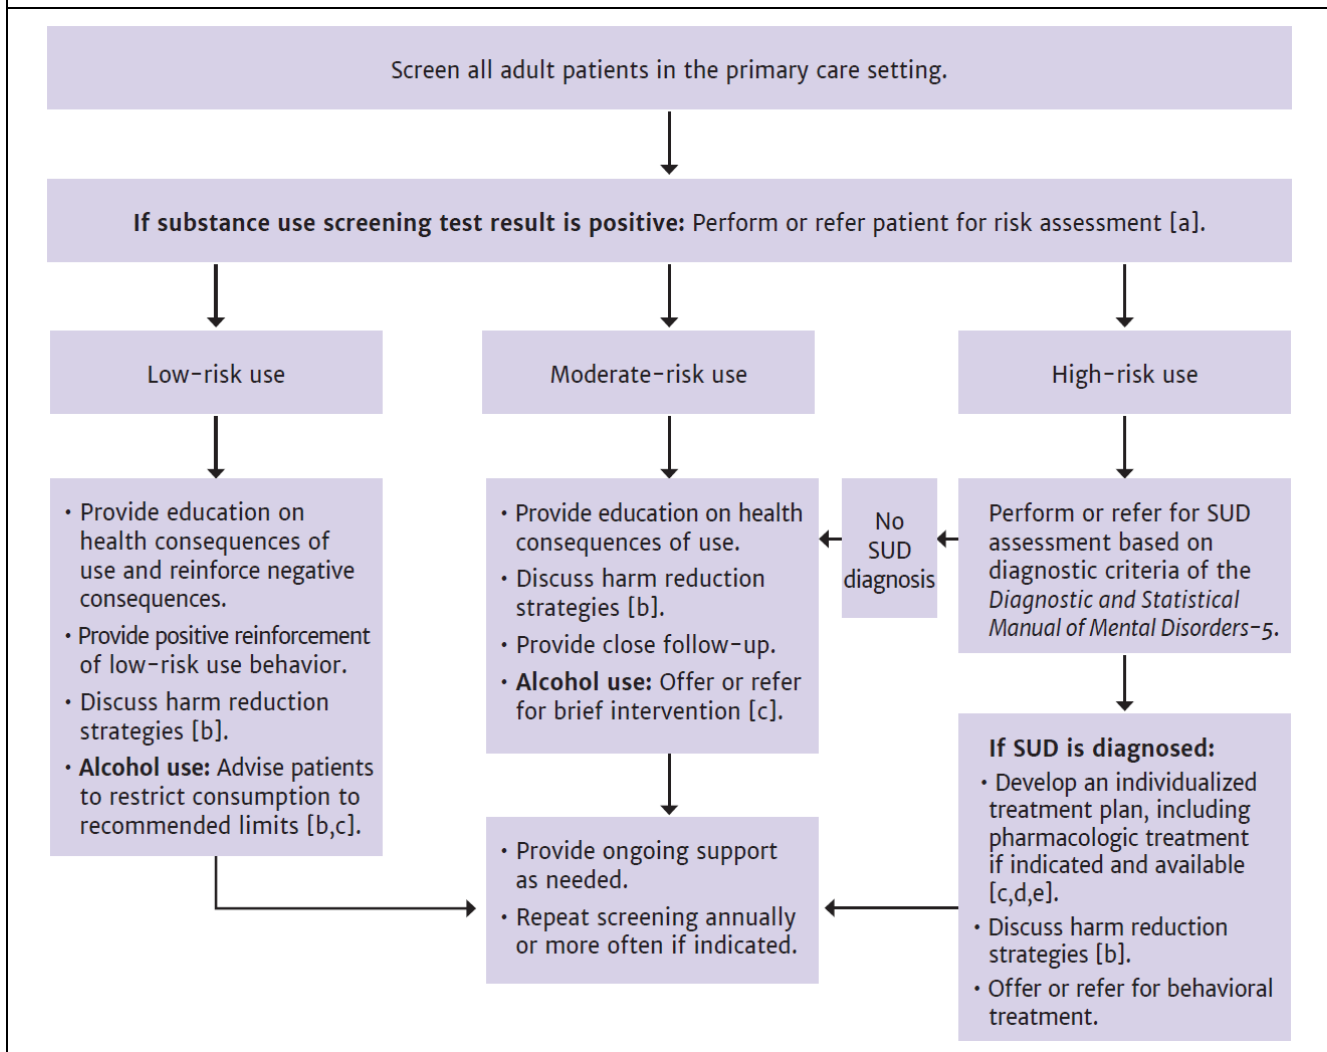 Screen all adult patients in the primary care setting.
If substance use screening test result is positive: Perform or refer patient for risk assessment [a].
Low-risk use
Moderate-risk use
High-risk use
• Provide education on
health consequences of
use and reinforce negative
consequences.
• Provide positive reinforcement
of low-risk use behavior.
• Discuss harm reduction
strategies [b].
• Alcohol use: Advise patients
to restrict consumption to
recommended limits [b,c].
• Provide education on health
consequences of use.
• Discuss harm reduction
strategies [b].
• Provide close follow-up.
• Alcohol use: Offer or refer
for brief intervention [c].
No
SUD
diagnosis
Perform or refer for SUD
assessment based on
diagnostic criteria of the
Diagnostic and Statistical
Manual of Mental Disorders-5.
If SUD is diagnosed:
• Develop an individualized
treatment plan, including
pharmacologic treatment
if indicated and available
[c,d,e].
• Discuss harm reduction
strategies [b].
• Offer or refer for behavioral
treatment.
• Provide ongoing support
as needed.
• Repeat screening annually
or more often if indicated.